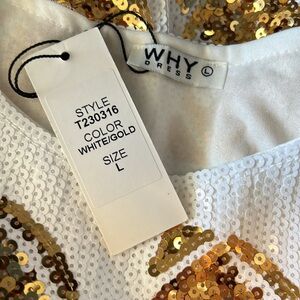 WHY
DRESS
L
STYLE
T230316
COLOR
WHITE/GOLD
SIZE
L